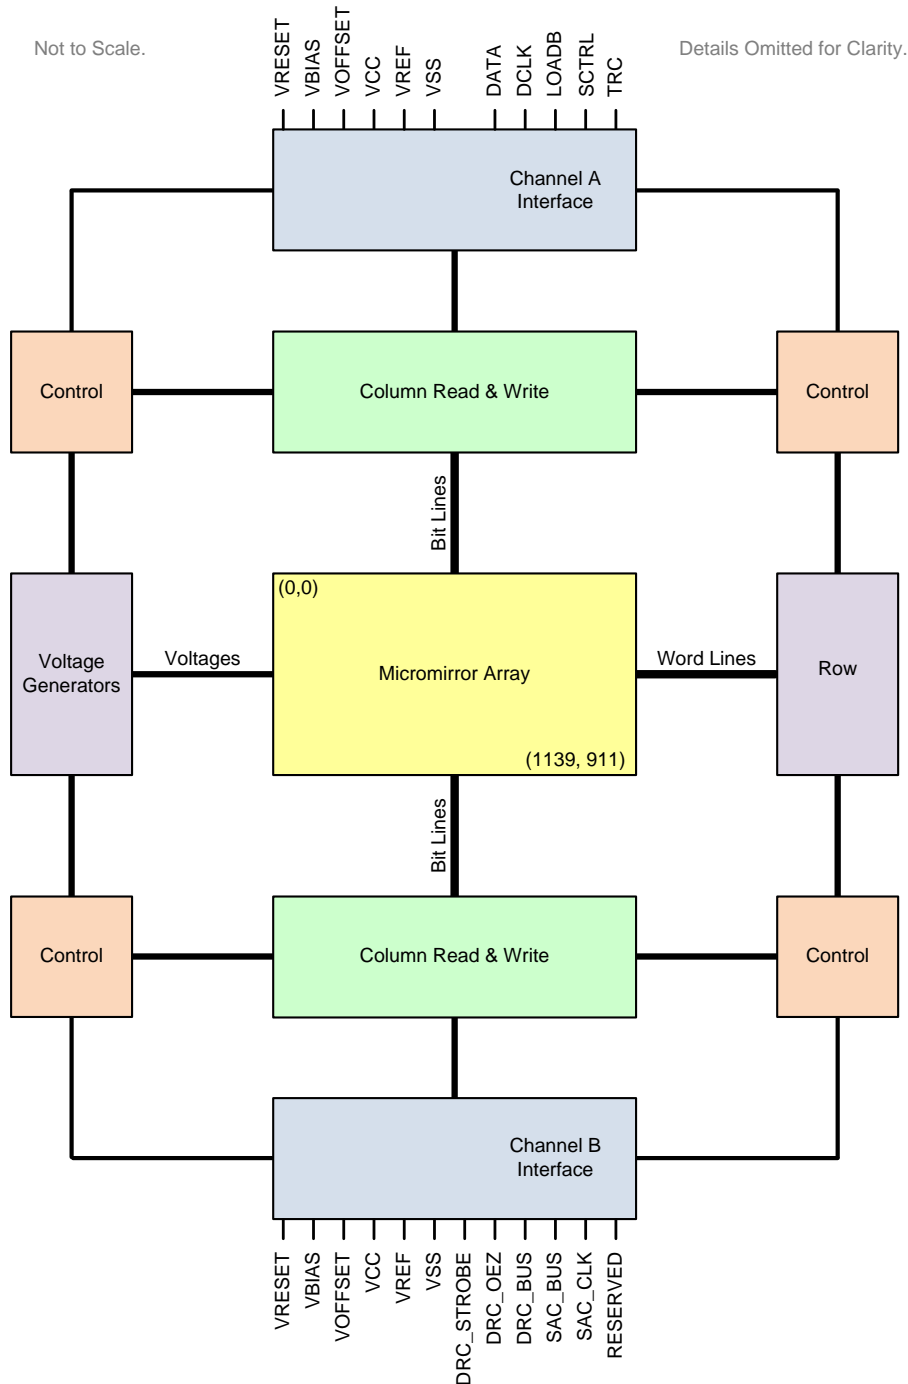 Not to Scale.
Details Omitted for Clarity.
VRESET
VBIAS
VOFFSET
VCC
VREF
VSS
DATA
DCLK
LOADB
SCTRL
TRC
Channel A
Interface
Control
Column Read & Write
Control
Bit Lines
(0,0)
Voltage
Generators
Voltages
Micromirror Array
Word Lines
Row
(1139, 911)
Bit Lines
Control
Column Read & Write
Control
Channel B
Interface
VRESET
VBIAS
VOFFSET
VCC
VREF
VSS
DRC_STROBE
DRC_OEZ
DRC_BUS
SAC_BUS
SAC_CLK
RESERVED